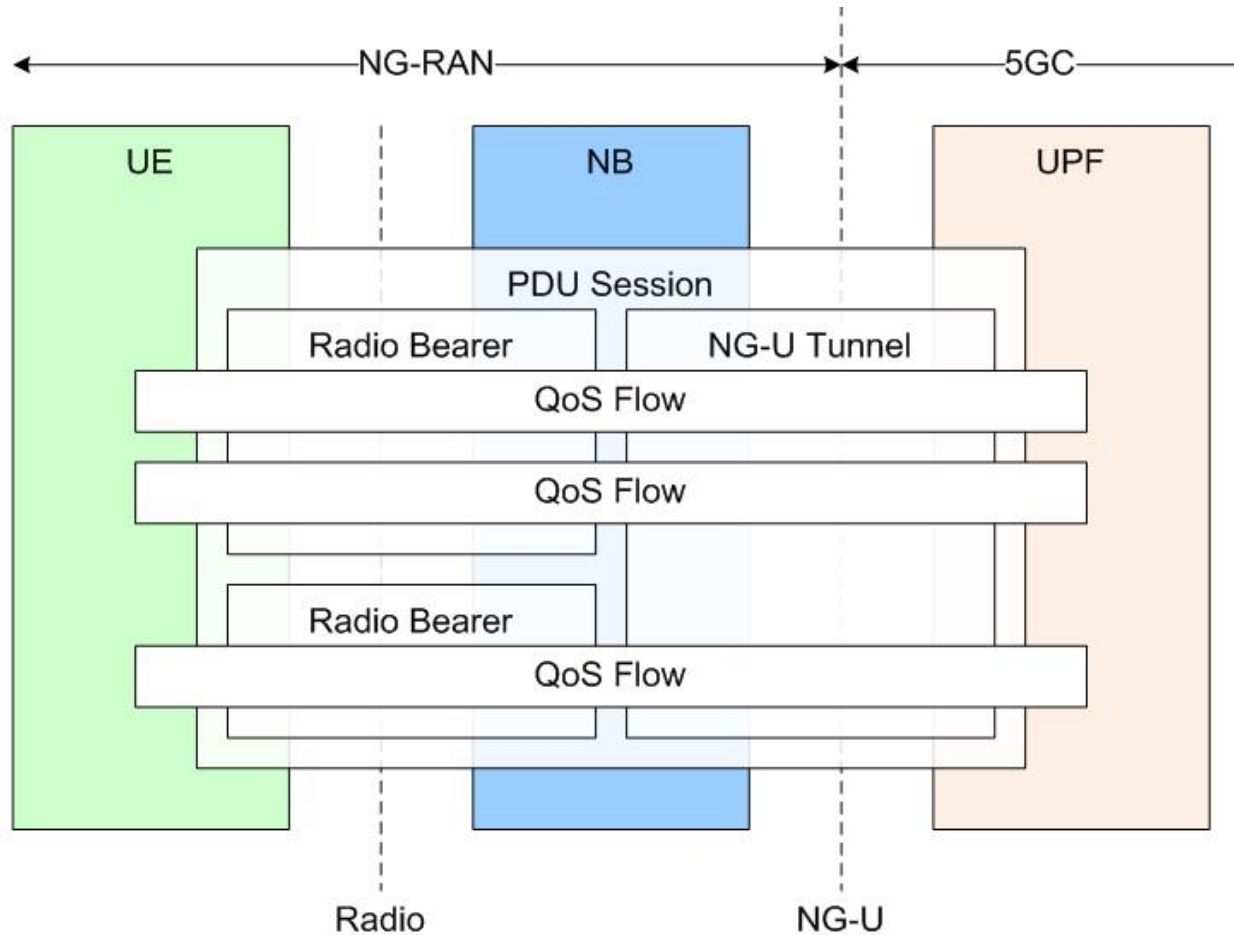 NG-RAN
5GC
UE
NB
UPF
PDU Session
Radio Bearer
NG-U Tunnel
QoS Flow
QoS Flow
Radio Bearer
QoS Flow
Radio
NG-U